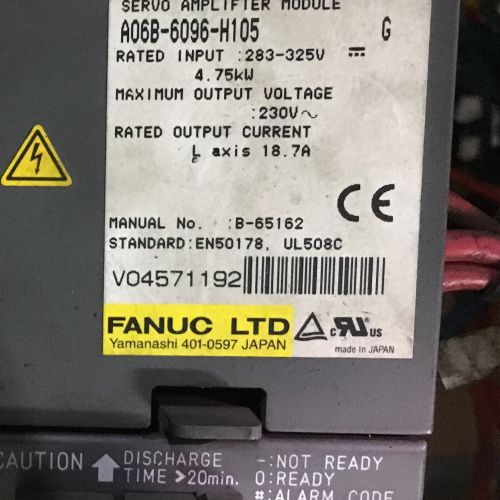 SERVO AMPLIFIER MODULE
A06B-6096-H105 G
RATED INPUT :283-325V ⎓
4.75kW
MAXIMUM OUTPUT VOLTAGE
:230V~
RATED OUTPUT CURRENT
L axis 18.7A
CE
MANUAL No. :B-65162
STANDARD:EN50178, UL508C
V04571192
FANUC LTD
Yamanashi 401-0597 JAPAN
c RU US
made in JAPAN
CAUTION DISCHARGE
TIME >20min.
-:NOT READY
0:READY
#:ALARM CODE